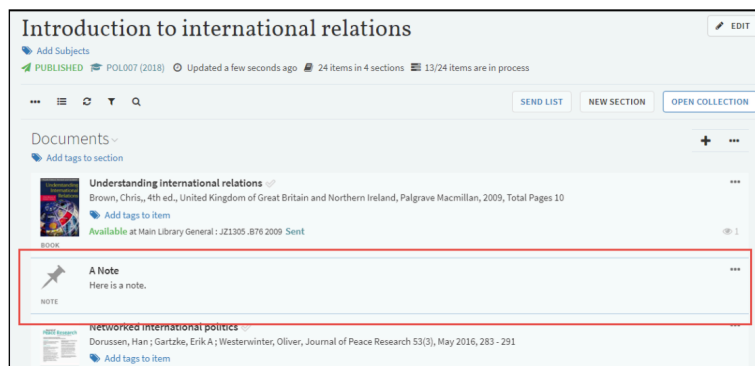 Introduction to international relations
EDIT
Add Subjects
PUBLISHED POL007 (2018) Updated a few seconds ago 24 items in 4 sections 13/24 items are in process
SEND LIST NEW SECTION OPEN COLLECTION
Documents
Add tags to section
Understanding international relations
Brown, Chris,, 4th ed., United Kingdom of Great Britain and Northern Ireland, Palgrave Macmillan, 2009, Total Pages 10
Add tags to item
Available at Main Library General : JZ1305 .B76 2009 Sent
1
BOOK
A Note
Here is a note.
NOTE
Networked international politics
Dorussen, Han ; Gartzke, Erik A ; Westerwinter, Oliver, Journal of Peace Research 53(3), May 2016, 283 - 291
Add tags to item